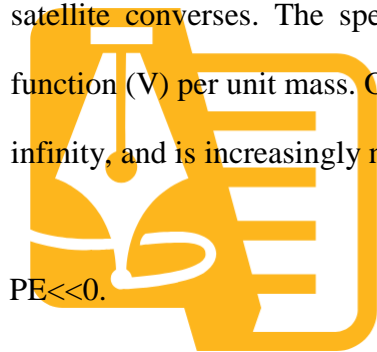 satellite converses. The spe
function (V) per unit mass.
infinity, and is increasingly
PE<<0.